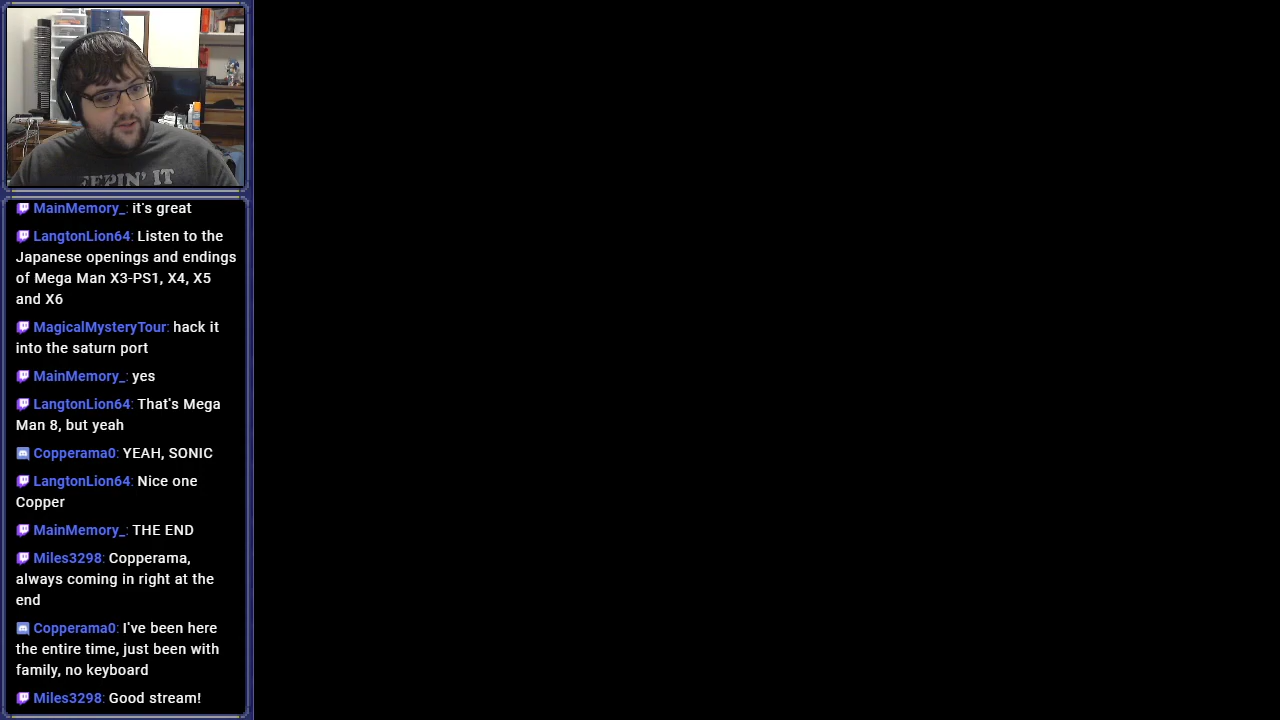 EEPIN' IT
MainMemory_: it's great
LangtonLion64: Listen to the
Japanese openings and endings
of Mega Man X3-PS1, X4, X5
and X6
MagicalMysteryTour: hack it
into the saturn port
MainMemory_: yes
LangtonLion64: That's Mega
Man 8, but yeah
Copperama0: YEAH, SONIC
LangtonLion64: Nice one
Copper
MainMemory_: THE END
Miles3298: Copperama,
always coming in right at the
end
Copperama0: I've been here
the entire time, just been with
family, no keyboard
Miles3298: Good stream!